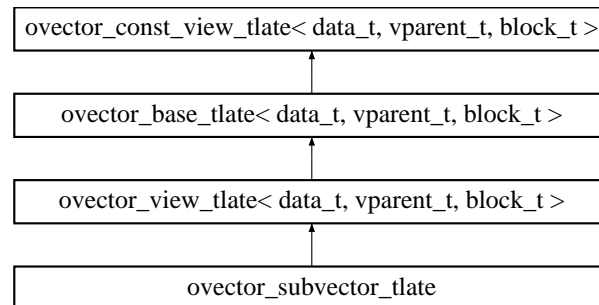 ovector_const_view_tlate< data_t, vparent_t, block_t >
ovector_base_tlate< data_t, vparent_t, block_t >
ovector_view_tlate< data_t, vparent_t, block_t >
ovector_subvector_tlate